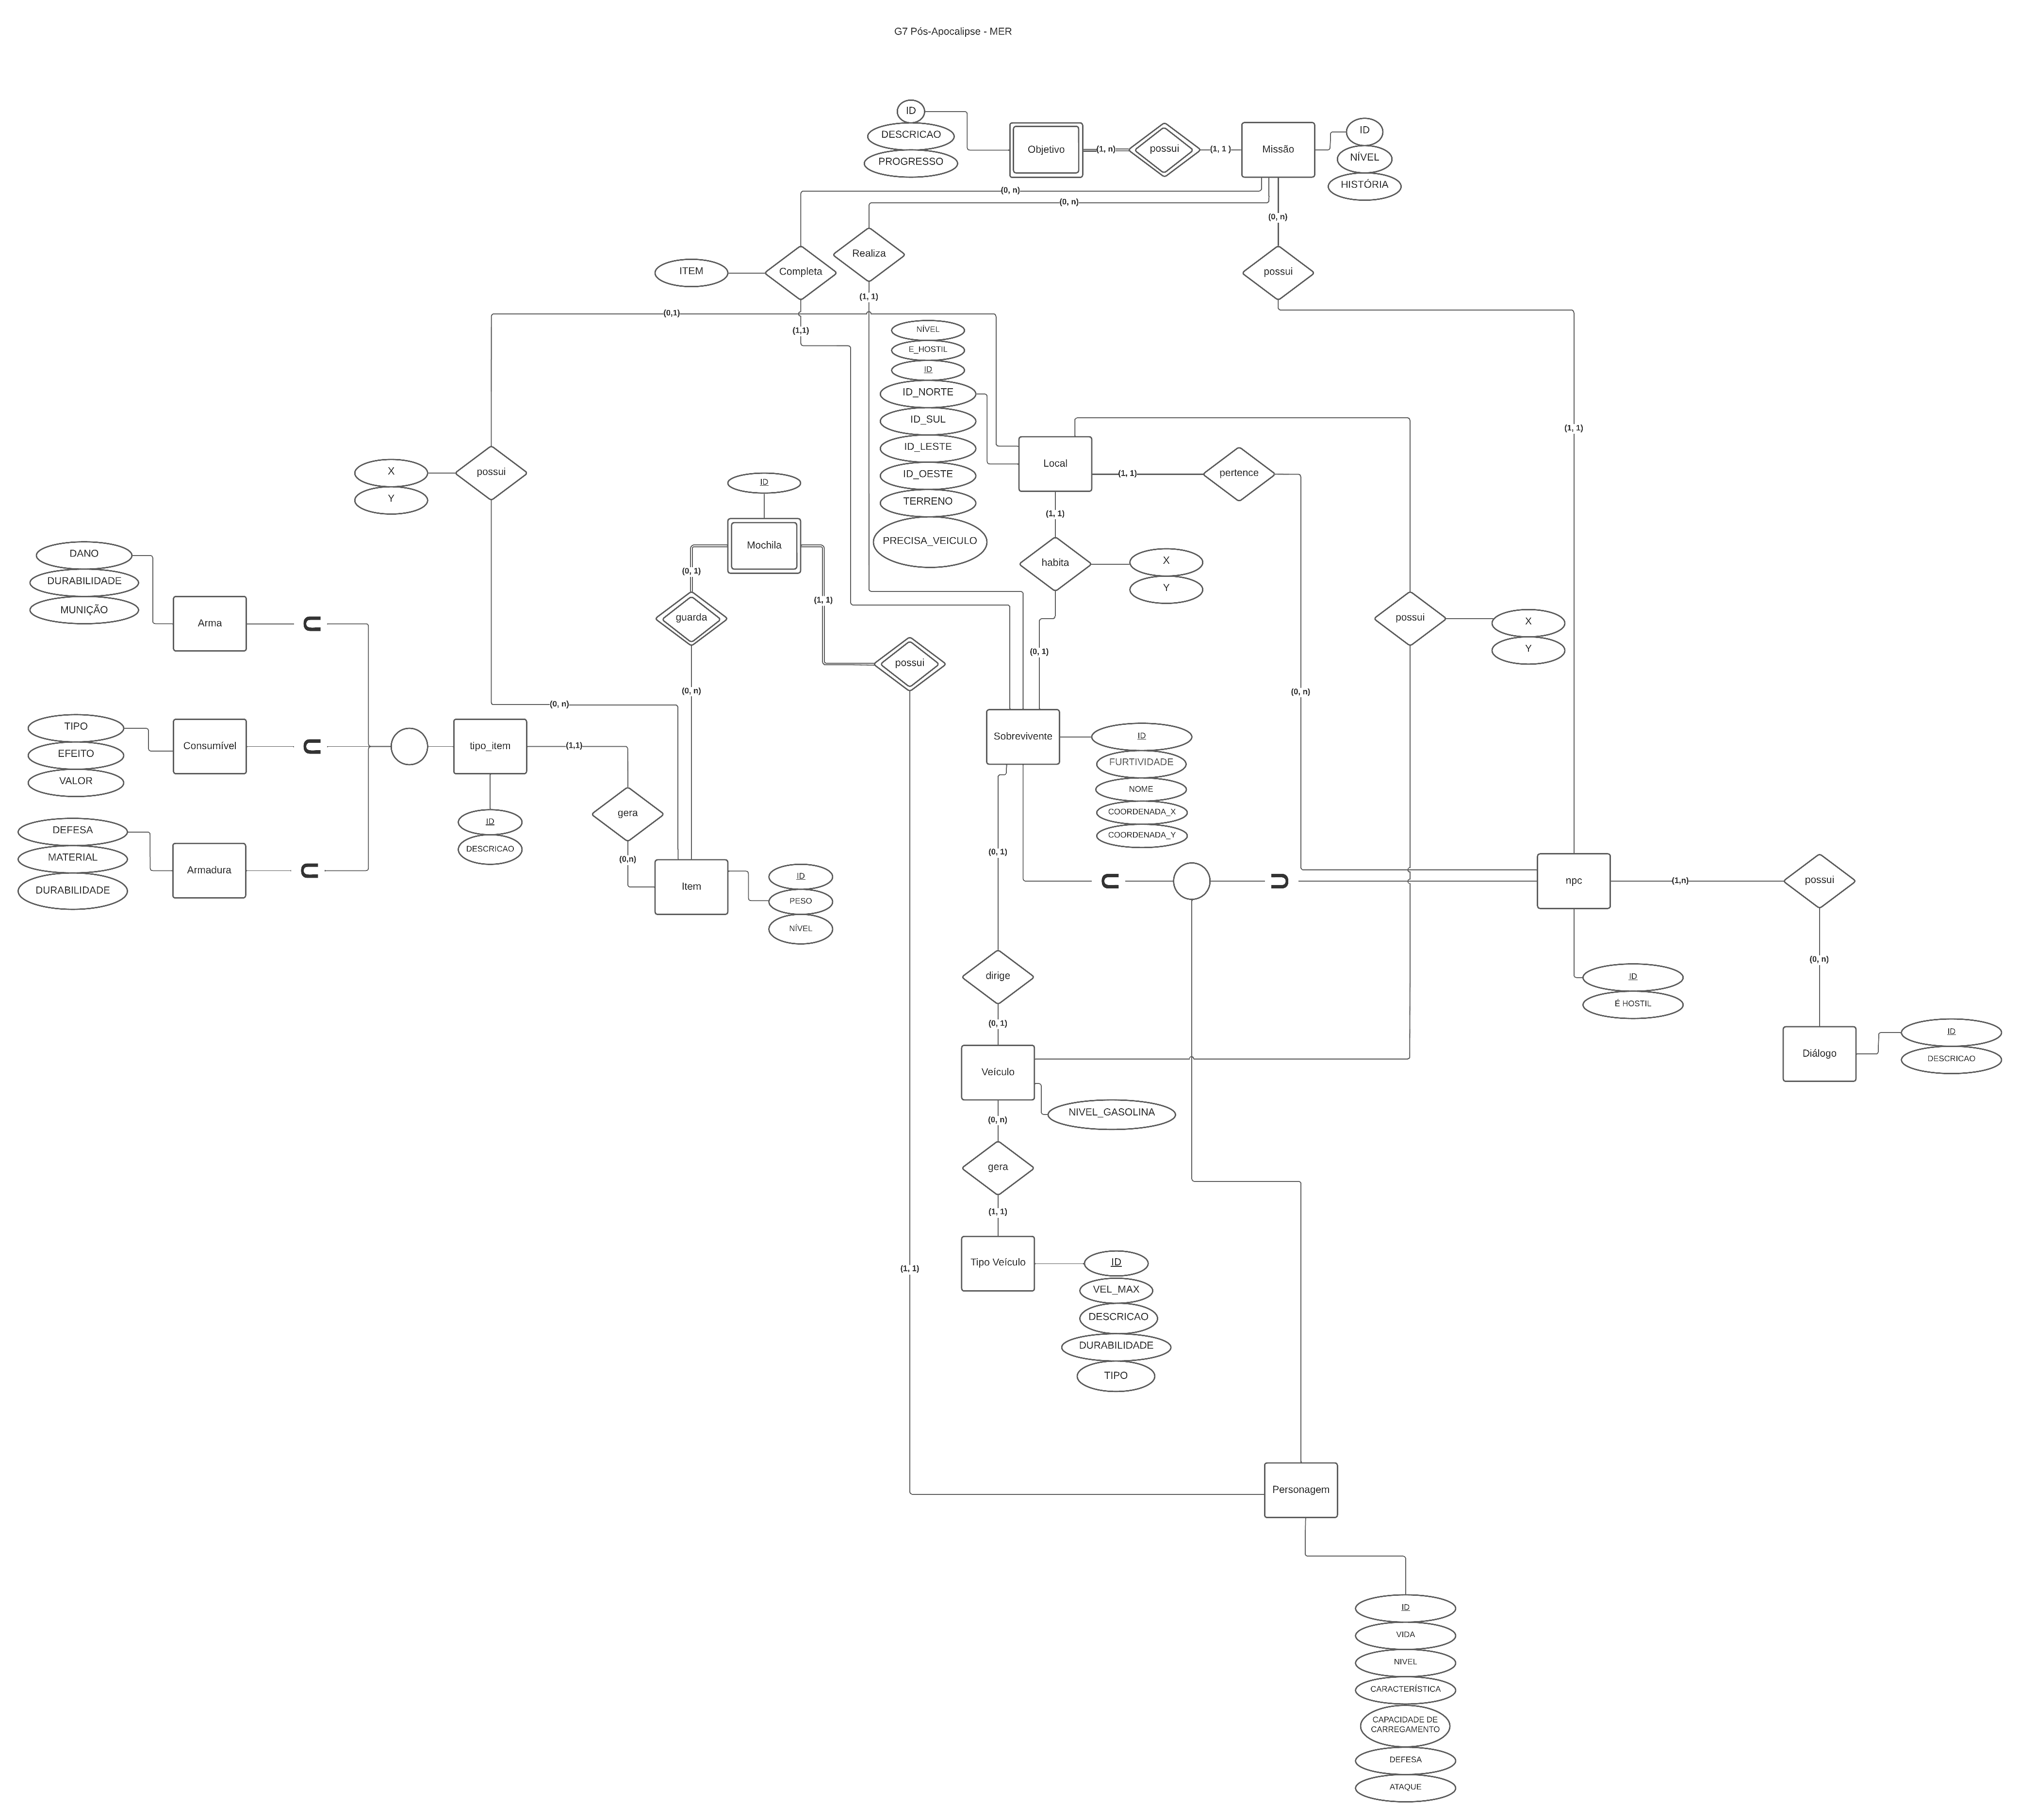 G7 Pós-Apocalipse - MER
ID
DESCRICAO
PROGRESSO
Objetivo
(1, n)
possui
(1, 1 )
Missão
ID
NÍVEL
HISTÓRIA
(0, n)
(0, n)
(0, n)
Realiza
ITEM
Completa
possui
(1, 1)
(0,1)
(1,1)
NÍVEL
E_HOSTIL
ID
ID_NORTE
ID_SUL
ID_LESTE
ID_OESTE
TERRENO
PRECISA_VEICULO
(1, 1)
Local
(1, 1)
pertence
X
Y
possui
ID
Mochila
(1, 1)
habita
X
Y
DANO
DURABILIDADE
MUNIÇÃO
Arma
(0, 1)
guarda
(1, 1)
possui
possui
X
Y
(0, 1)
(0, n)
(0, n)
(0, n)
TIPO
EFEITO
VALOR
Consumível
tipo_item
(1,1)
ID
DESCRICAO
gera
(0,n)
Sobrevivente
ID
FURTIVIDADE
NOME
COORDENADA_X
COORDENADA_Y
DEFESA
MATERIAL
DURABILIDADE
Armadura
Item
ID
PESO
NÍVEL
(0, 1)
npc
(1,n)
possui
(0, n)
ID
É HOSTIL
dirige
(0, 1)
Diálogo
ID
DESCRICAO
Veículo
NIVEL_GASOLINA
(0, n)
gera
(1, 1)
Tipo Veículo
ID
VEL_MAX
DESCRICAO
DURABILIDADE
TIPO
(1, 1)
Personagem
ID
VIDA
NIVEL
CARACTERÍSTICA
CAPACIDADE DE
CARREGAMENTO
DEFESA
ATAQUE